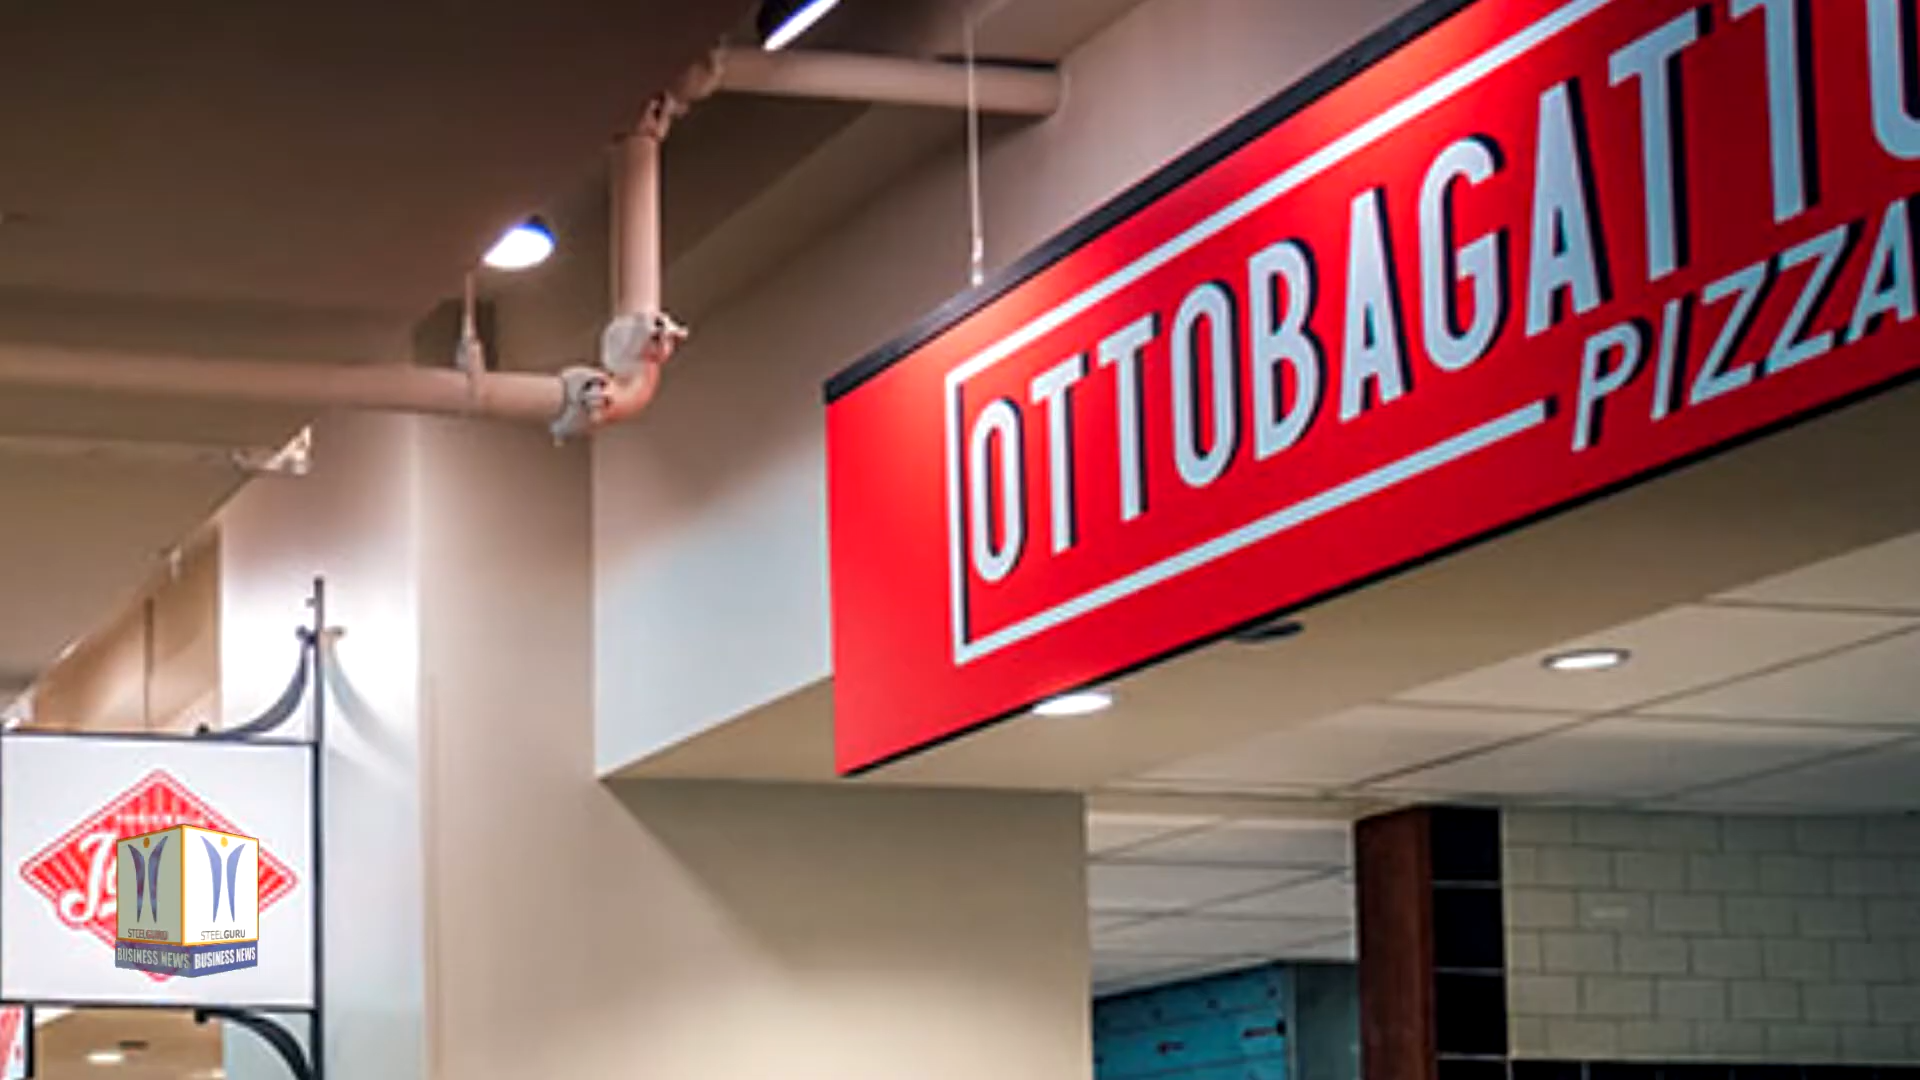 OTTOBAGATTO
PIZZA
STEELGURU
BUSINESS NEWS
STEELGURU
BUSINESS NEWS